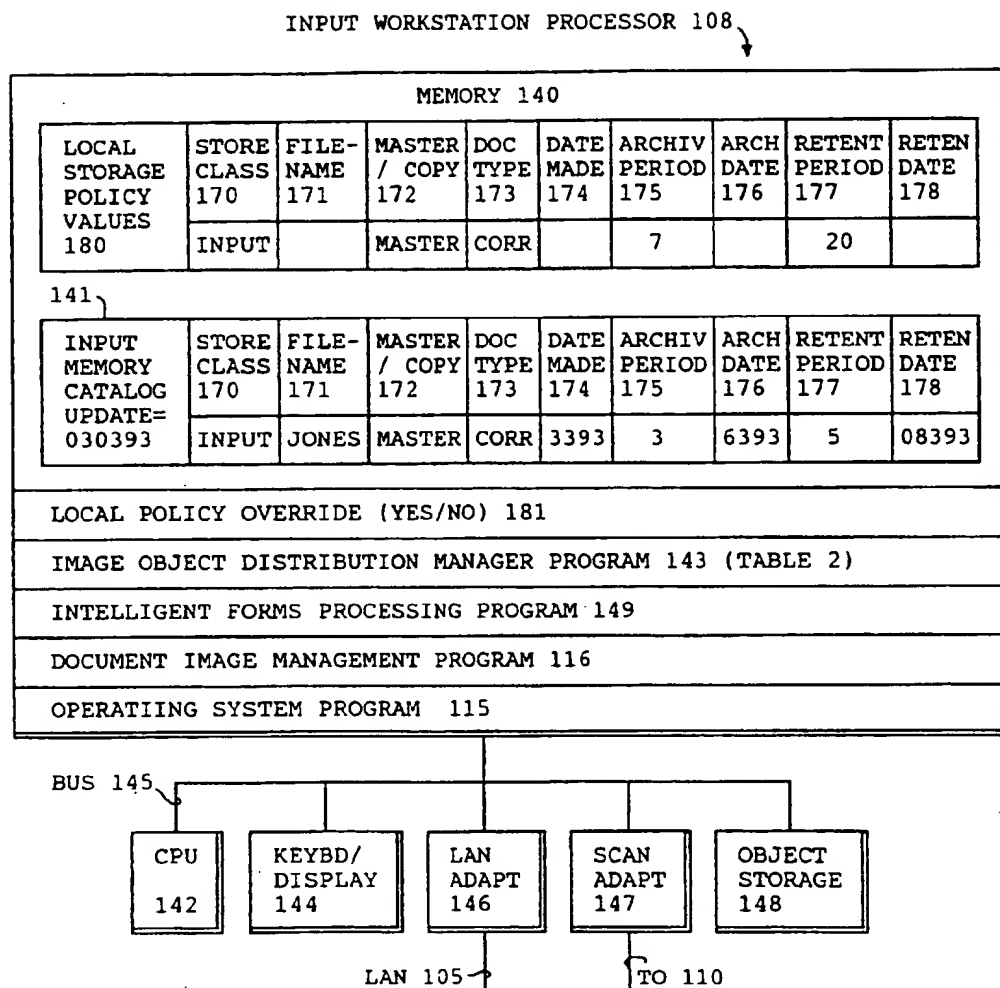 INPUT WORKSTATION PROCESSOR 108
MEMORY 140
LOCAL STORAGE POLICY VALUES 180
STORE CLASS 170
FILE-NAME 171
MASTER / COPY 172
DOC TYPE 173
DATE MADE 174
ARCHIV PERIOD 175
ARCH DATE 176
RETENT PERIOD 177
RETEN DATE 178
INPUT MASTER CORR 7 20
141
INPUT MEMORY CATALOG UPDATE= 030393
STORE CLASS 170
FILE-NAME 171
MASTER / COPY 172
DOC TYPE 173
DATE MADE 174
ARCHIV PERIOD 175
ARCH DATE 176
RETENT PERIOD 177
RETEN DATE 178
INPUT JONES MASTER CORR 3393 3 6393 5 08393
LOCAL POLICY OVERRIDE (YES/NO) 181
IMAGE OBJECT DISTRIBUTION MANAGER PROGRAM 143 (TABLE 2)
INTELLIGENT FORMS PROCESSING PROGRAM 149
DOCUMENT IMAGE MANAGEMENT PROGRAM 116
OPERATIING SYSTEM PROGRAM 115
BUS 145
CPU
142
KEYBD/
DISPLAY
144
LAN
ADAPT
146
SCAN
ADAPT
147
OBJECT
STORAGE
148
LAN 105
TO 110